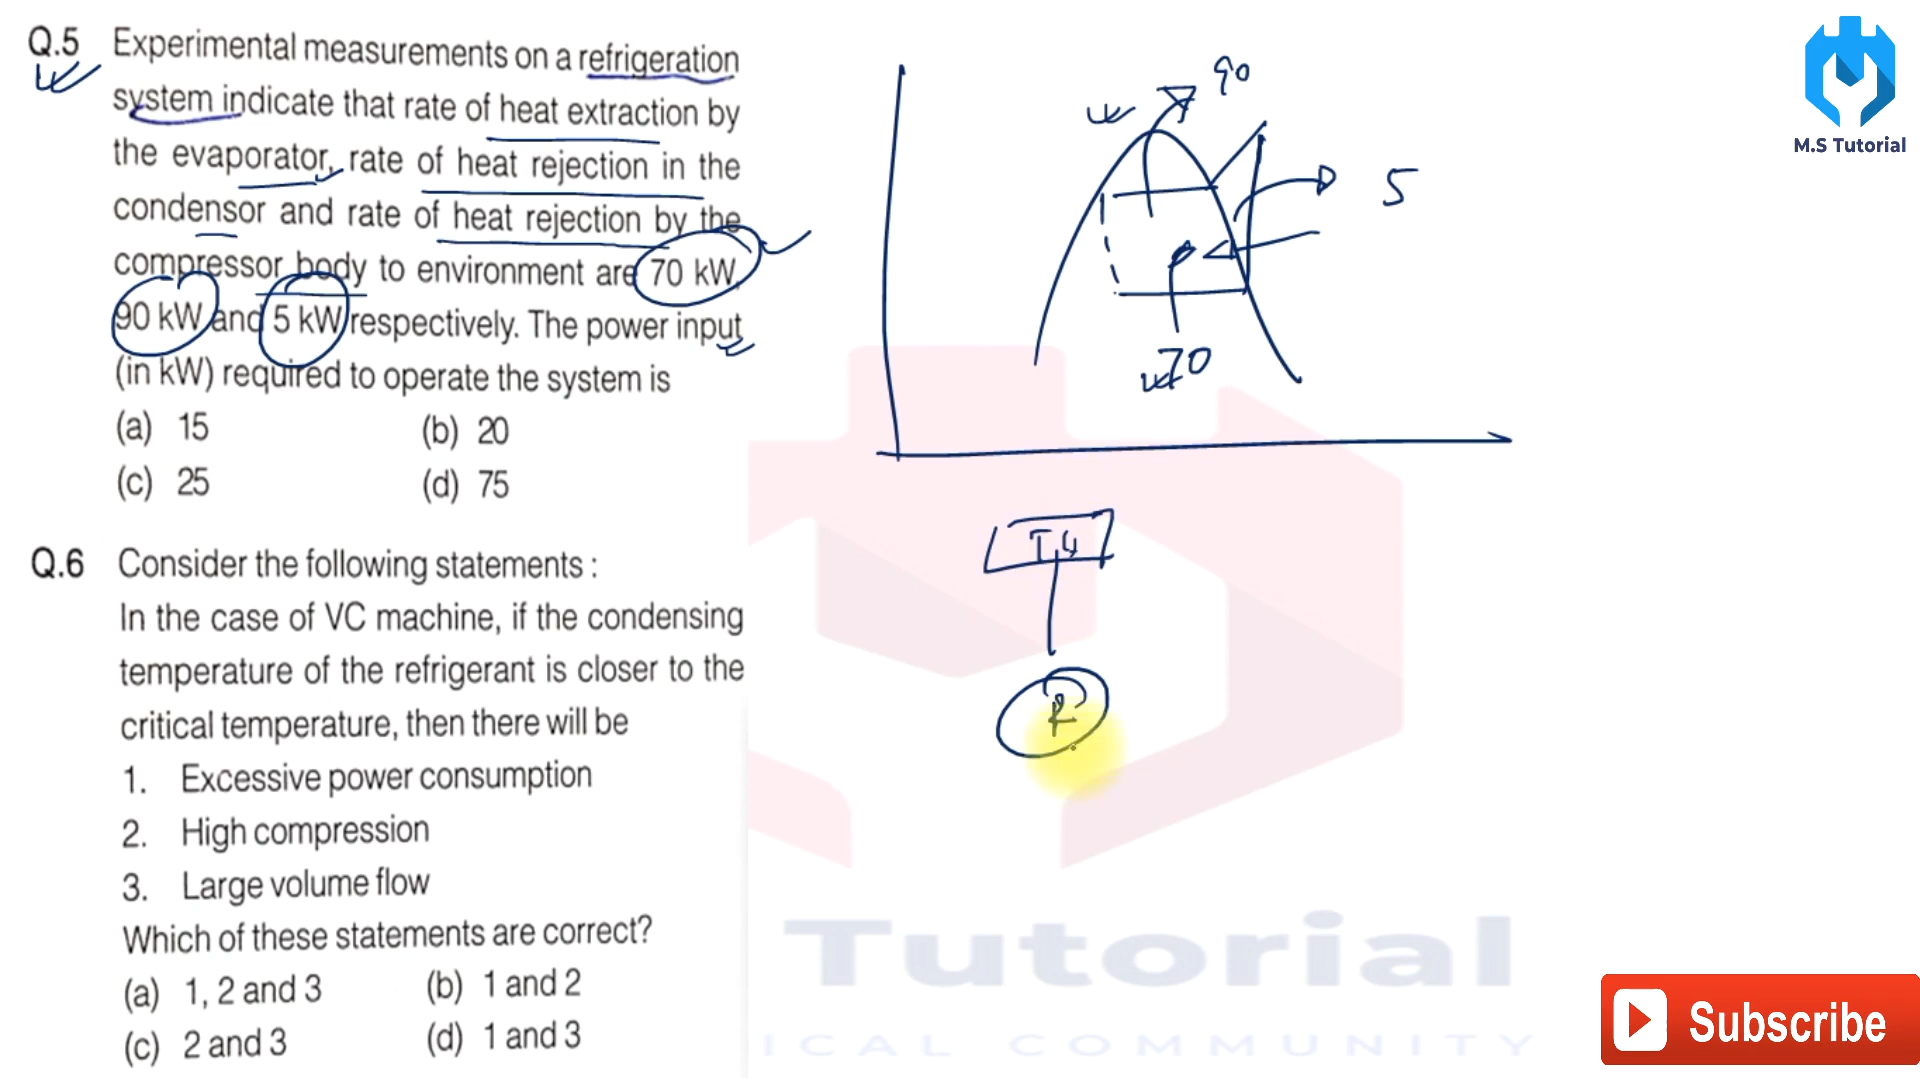 Q.5 Experimental measurements on a refrigeration
system indicate that rate of heat extraction by
the evaporator, rate of heat rejection in the
condensor and rate of heat rejection by the
compressor body to environment are 70 kW,
90 kW and 5 kW respectively. The power input
(in kW) required to operate the system is
(a) 15 (b) 20
(c) 25 (d) 75
Q.6 Consider the following statements :
In the case of VC machine, if the condensing
temperature of the refrigerant is closer to the
critical temperature, then there will be
1. Excessive power consumption
2. High compression
3. Large volume flow
Which of these statements are correct?
(a) 1, 2 and 3 (b) 1 and 2
(c) 2 and 3 (d) 1 and 3
90
5
70
R
M.S Tutorial
Tutorial
ICAL COMMUNITY
Subscribe